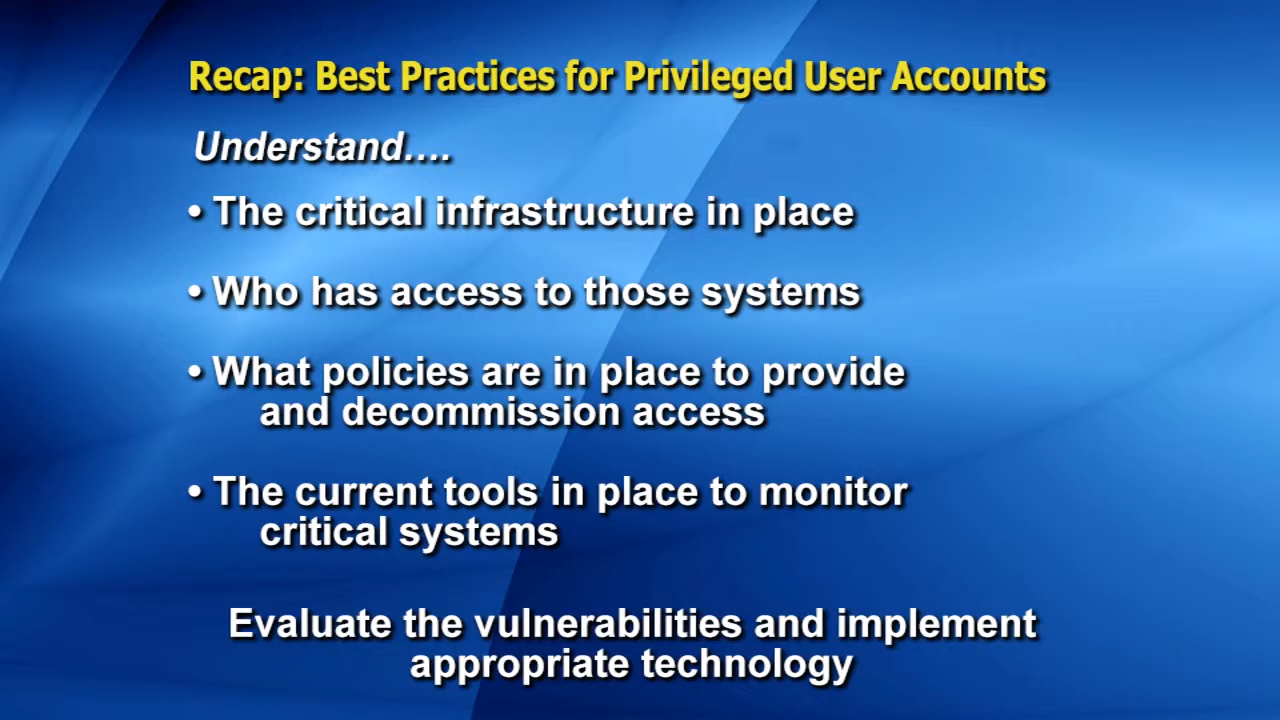 Recap: Best Practices for Privileged User Accounts
Understand....
• The critical infrastructure in place
• Who has access to those systems
• What policies are in place to provide
and decommission access
• The current tools in place to monitor
critical systems
Evaluate the vulnerabilities and implement
appropriate technology